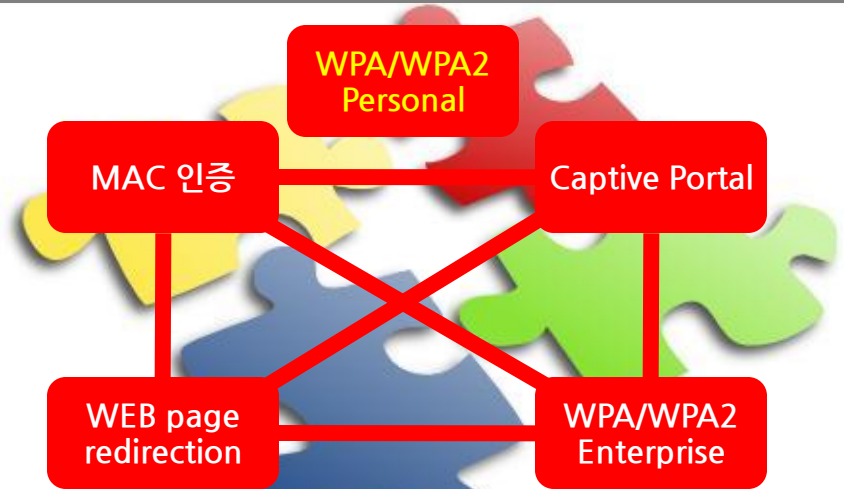 WPA/WPA2
Personal
MAC 인증
Captive Portal
WEB page
redirection
WPA/WPA2
Enterprise